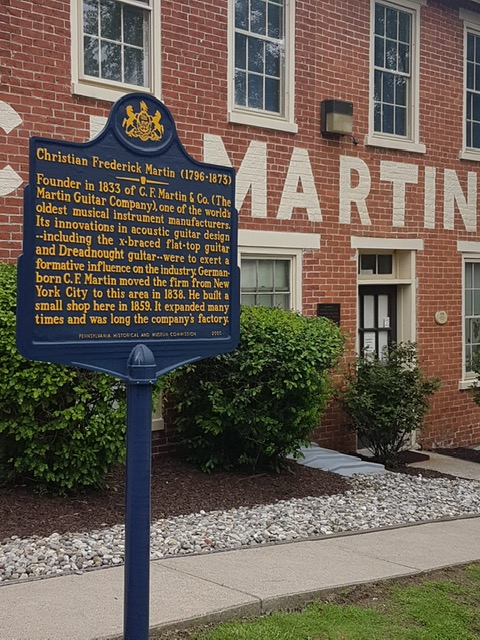 C. F. MARTIN
Christian Frederick Martin (1796-1873)
Founder in 1833 of C. F. Martin & Co. (The
Martin Guitar Company), one of the world's
oldest musical instrument manufacturers.
Its innovations in acoustic guitar design
--including the x-braced flat-top guitar
and Dreadnought guitar--were to exert a
formative influence on the industry. German-
born C. F. Martin moved the firm from New
York City to this area in 1838. He built a
small shop here in 1859. It expanded many
times and was long the company's factory.
PENNSYLVANIA HISTORICAL AND MUSEUM COMMISSION 2005